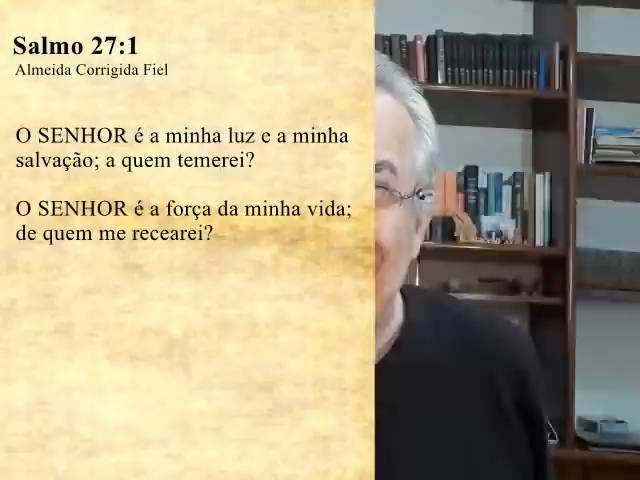 Salmo 27:1
Almeida Corrigida Fiel
O SENHOR é a minha luz e a minha
salvação; a quem temerei?
O SENHOR é a força da minha vida;
de quem me recearei?